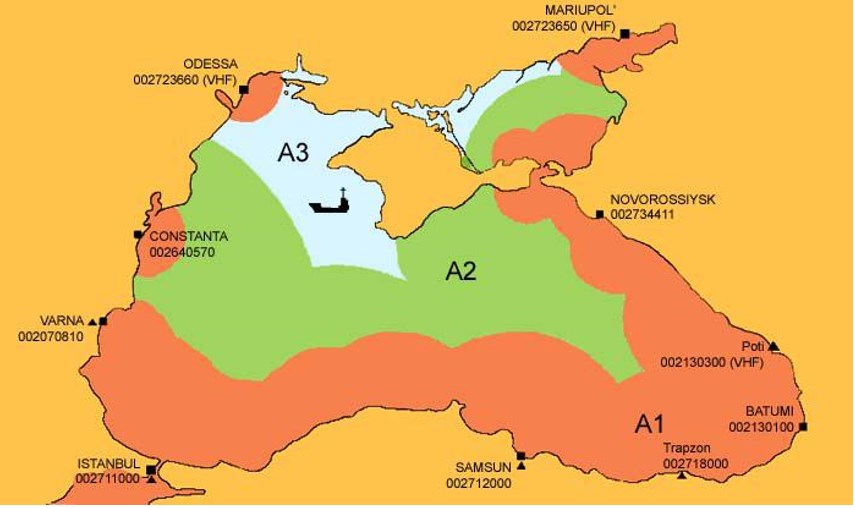 MARIUPOL'
002723650 (VHF)
ODESSA
002723660 (VHF)
A3
NOVOROSSIYSK
002734411
CONSTANTA
002640570
A2
VARNA
002070810
Poti
002130300 (VHF)
BATUMI
002130100
A1
Trapzon
002718000
ISTANBUL
002711000
SAMSUN
002712000